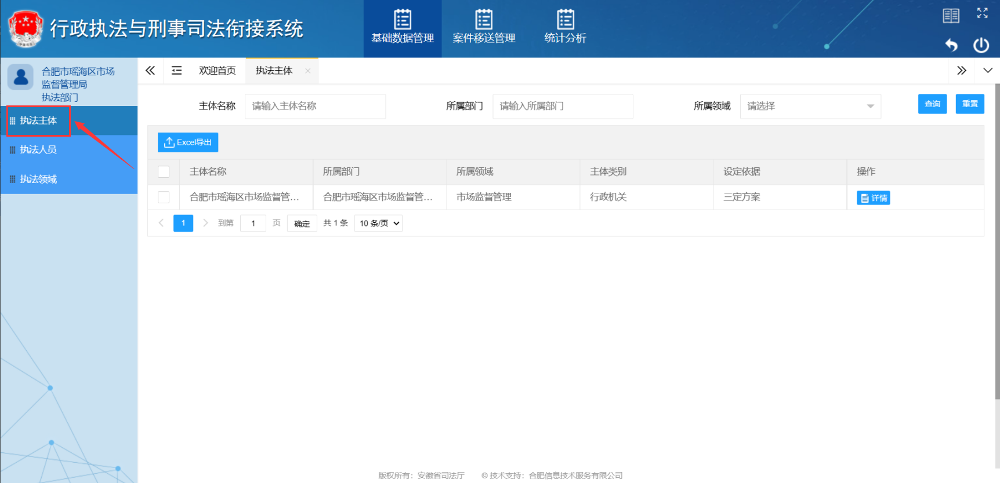 行政执法与刑事司法衔接系统
基础数据管理
案件移送管理
统计分析
合肥市瑶海区市场
监督管理局
执法部门
执法主体
执法人员
执法领域
欢迎首页
执法主体
主体名称 请输入主体名称
所属部门 请输入所属部门
所属领域 请选择
查询
重置
Excel导出
主体名称 所属部门 所属领域 主体类别 设定依据 操作
合肥市瑶海区市场监督管... 合肥市瑶海区市场监督管... 市场监督管理 行政机关 三定方案 详情
1 到第 1 页 确定 共 1 条 10 条/页
版权所有：安徽省司法厅 © 技术支持：合肥信息技术服务有限公司